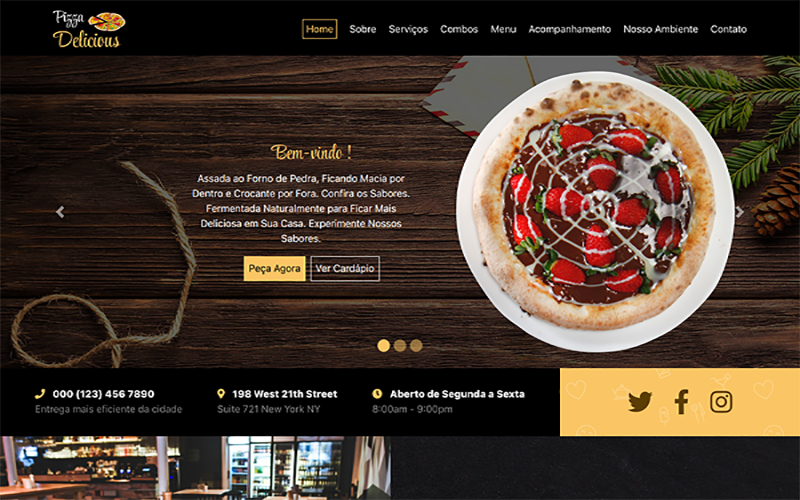 Pizza
Delicious
Home Sobre Serviços Combos Menu Acompanhamento Nosso Ambiente Contato
Bem-vindo !
Assada ao Forno de Pedra, Ficando Macia por
Dentro e Crocante por Fora. Confira os Sabores.
Fermentada Naturalmente para Ficar Mais
Deliciosa em Sua Casa. Experimente Nossos
Sabores.
Peça Agora Ver Cardápio
000 (123) 456 7890
Entrega mais eficiente da cidade
198 West 21th Street
Suite 721 New York NY
Aberto de Segunda a Sexta
8:00am - 9:00pm